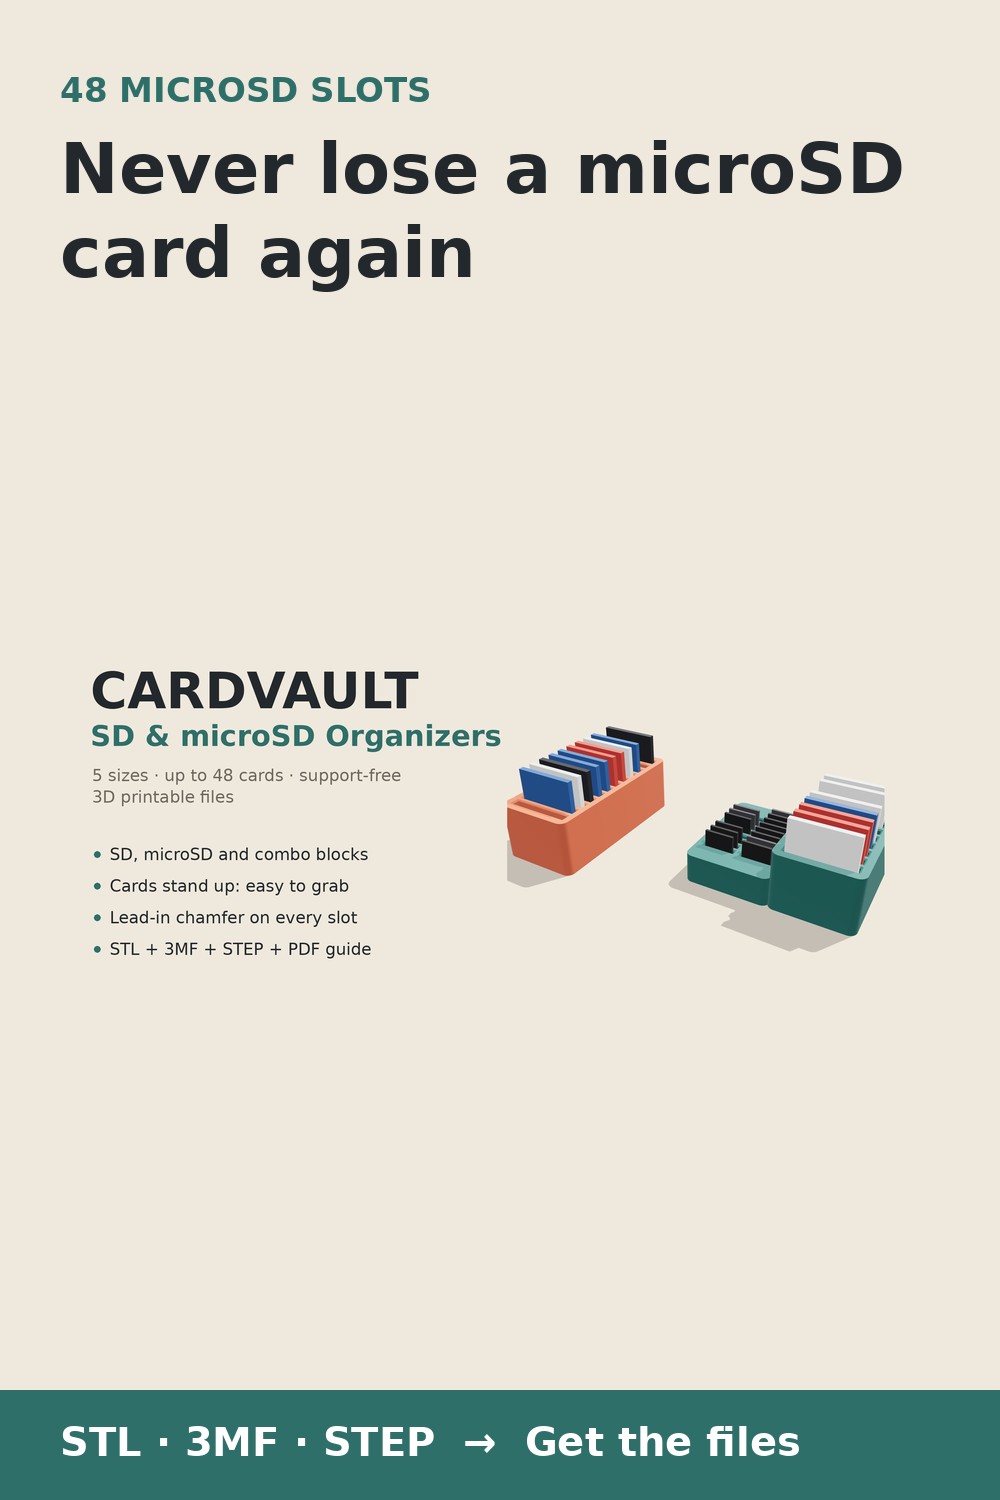 48 MICROSD SLOTS
Never lose a microSD
card again
CARDVAULT
SD & microSD Organizers
5 sizes · up to 48 cards · support-free
3D printable files
• SD, microSD and combo blocks
• Cards stand up: easy to grab
• Lead-in chamfer on every slot
• STL + 3MF + STEP + PDF guide
STL · 3MF · STEP → Get the files